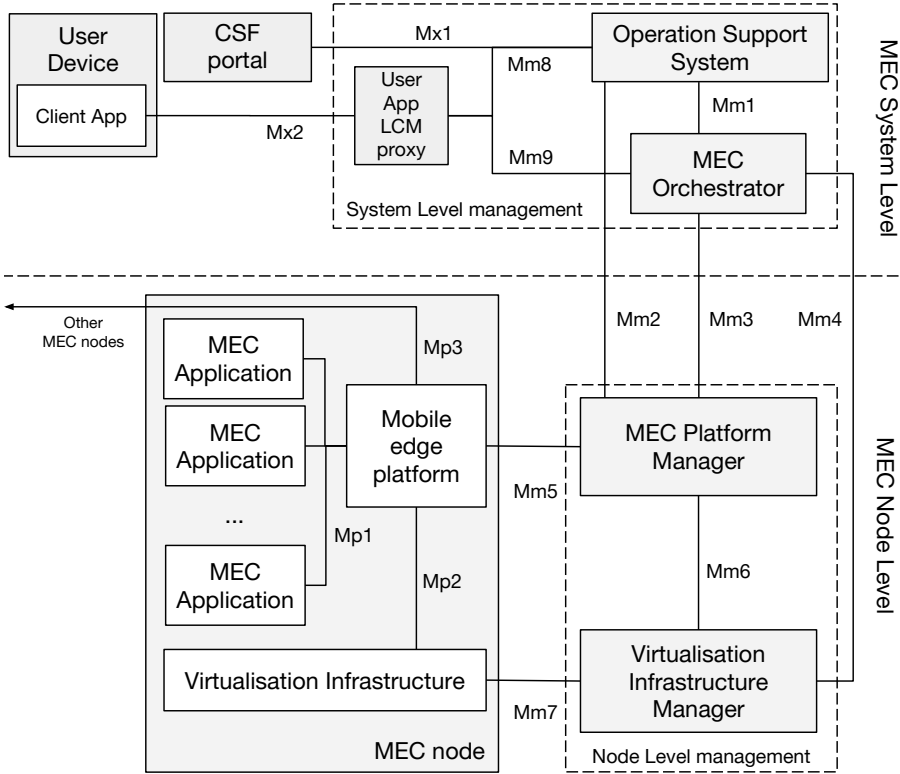 User
Device
Client App
CSF
portal
Mx1
Mx2
User
App
LCM
proxy
Mm8
Mm9
Operation Support
System
Mm1
MEC
Orchestrator
System Level management
MEC System Level
Other
MEC nodes
Mp3
Mm2
Mm3
Mm4
MEC
Application
MEC
Application
...
MEC
Application
Mp1
Mobile
edge
platform
Mp2
Mm5
MEC Platform
Manager
Mm6
Virtualisation Infrastructure
Mm7
Virtualisation
Infrastructure
Manager
MEC node
Node Level management
MEC Node Level